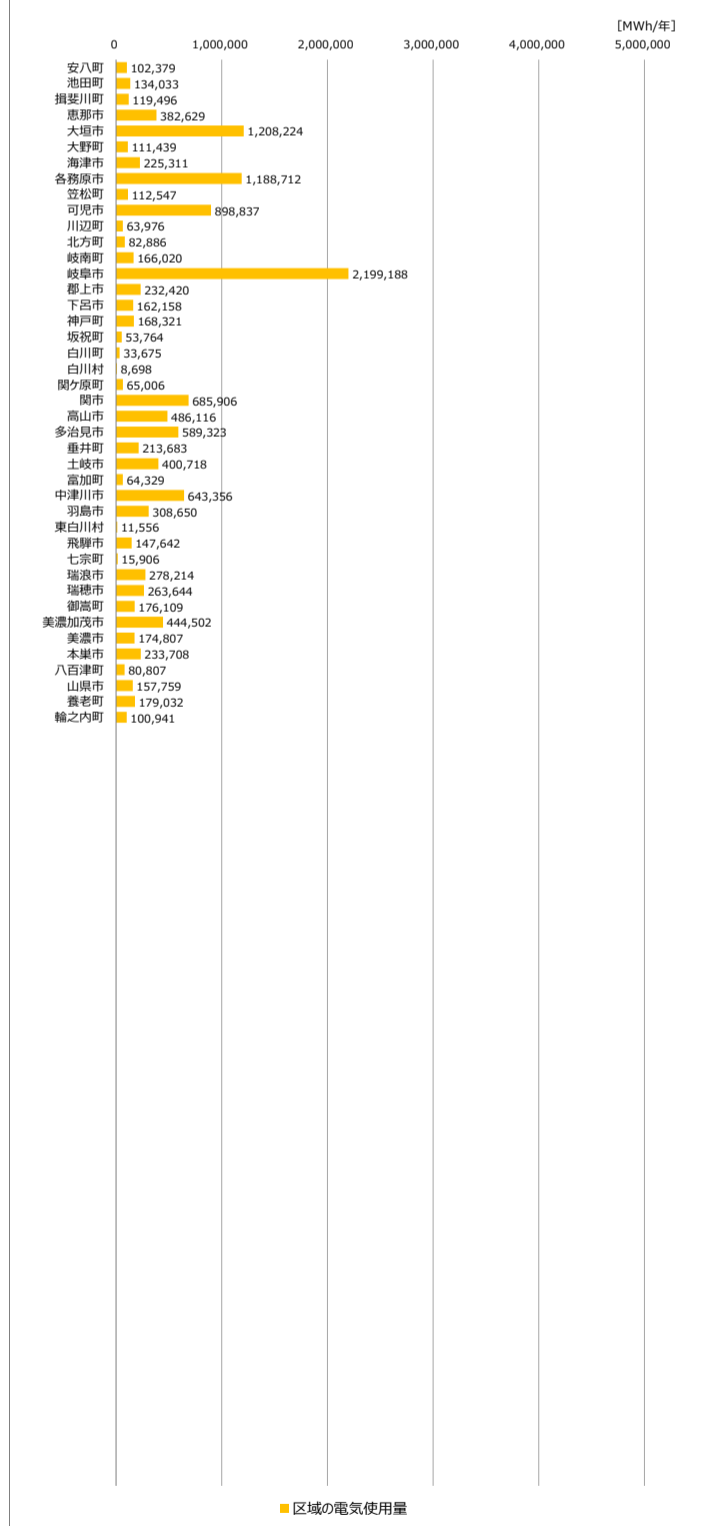 [MWh/年]
0 1,000,000 2,000,000 3,000,000 4,000,000 5,000,000
安八町 102,379
池田町 134,033
揖斐川町 119,496
恵那市 382,629
大垣市 1,208,224
大野町 111,439
海津市 225,311
各務原市 1,188,712
笠松町 112,547
可児市 898,837
川辺町 63,976
北方町 82,886
岐南町 166,020
岐阜市 2,199,188
郡上市 232,420
下呂市 162,158
神戸町 168,321
坂祝町 53,764
白川町 33,675
白川村 8,698
関ケ原町 65,006
関市 685,906
高山市 486,116
多治見市 589,323
垂井町 213,683
土岐市 400,718
富加町 64,329
中津川市 643,356
羽島市 308,650
東白川村 11,556
飛騨市 147,642
七宗町 15,906
瑞浪市 278,214
瑞穂市 263,644
御嵩町 176,109
美濃加茂市 444,502
美濃市 174,807
本巣市 233,708
八百津町 80,807
山県市 157,759
養老町 179,032
輪之内町 100,941
区域の電気使用量